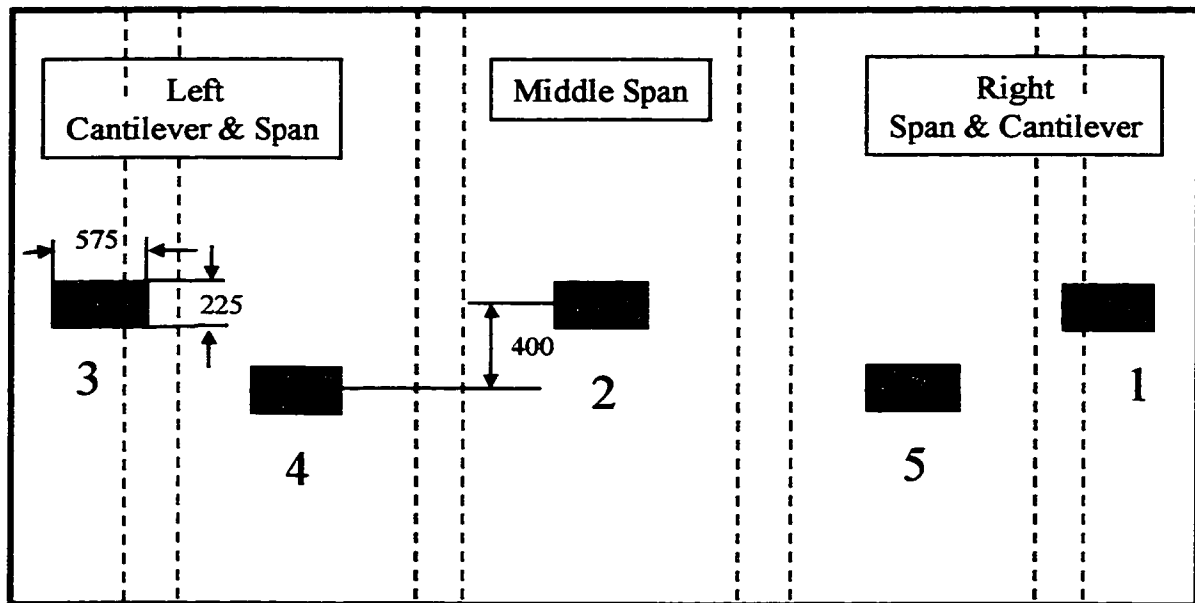 Left
Cantilever & Span
Middle Span
Right
Span & Cantilever
575
225
400
3
2
1
4
5